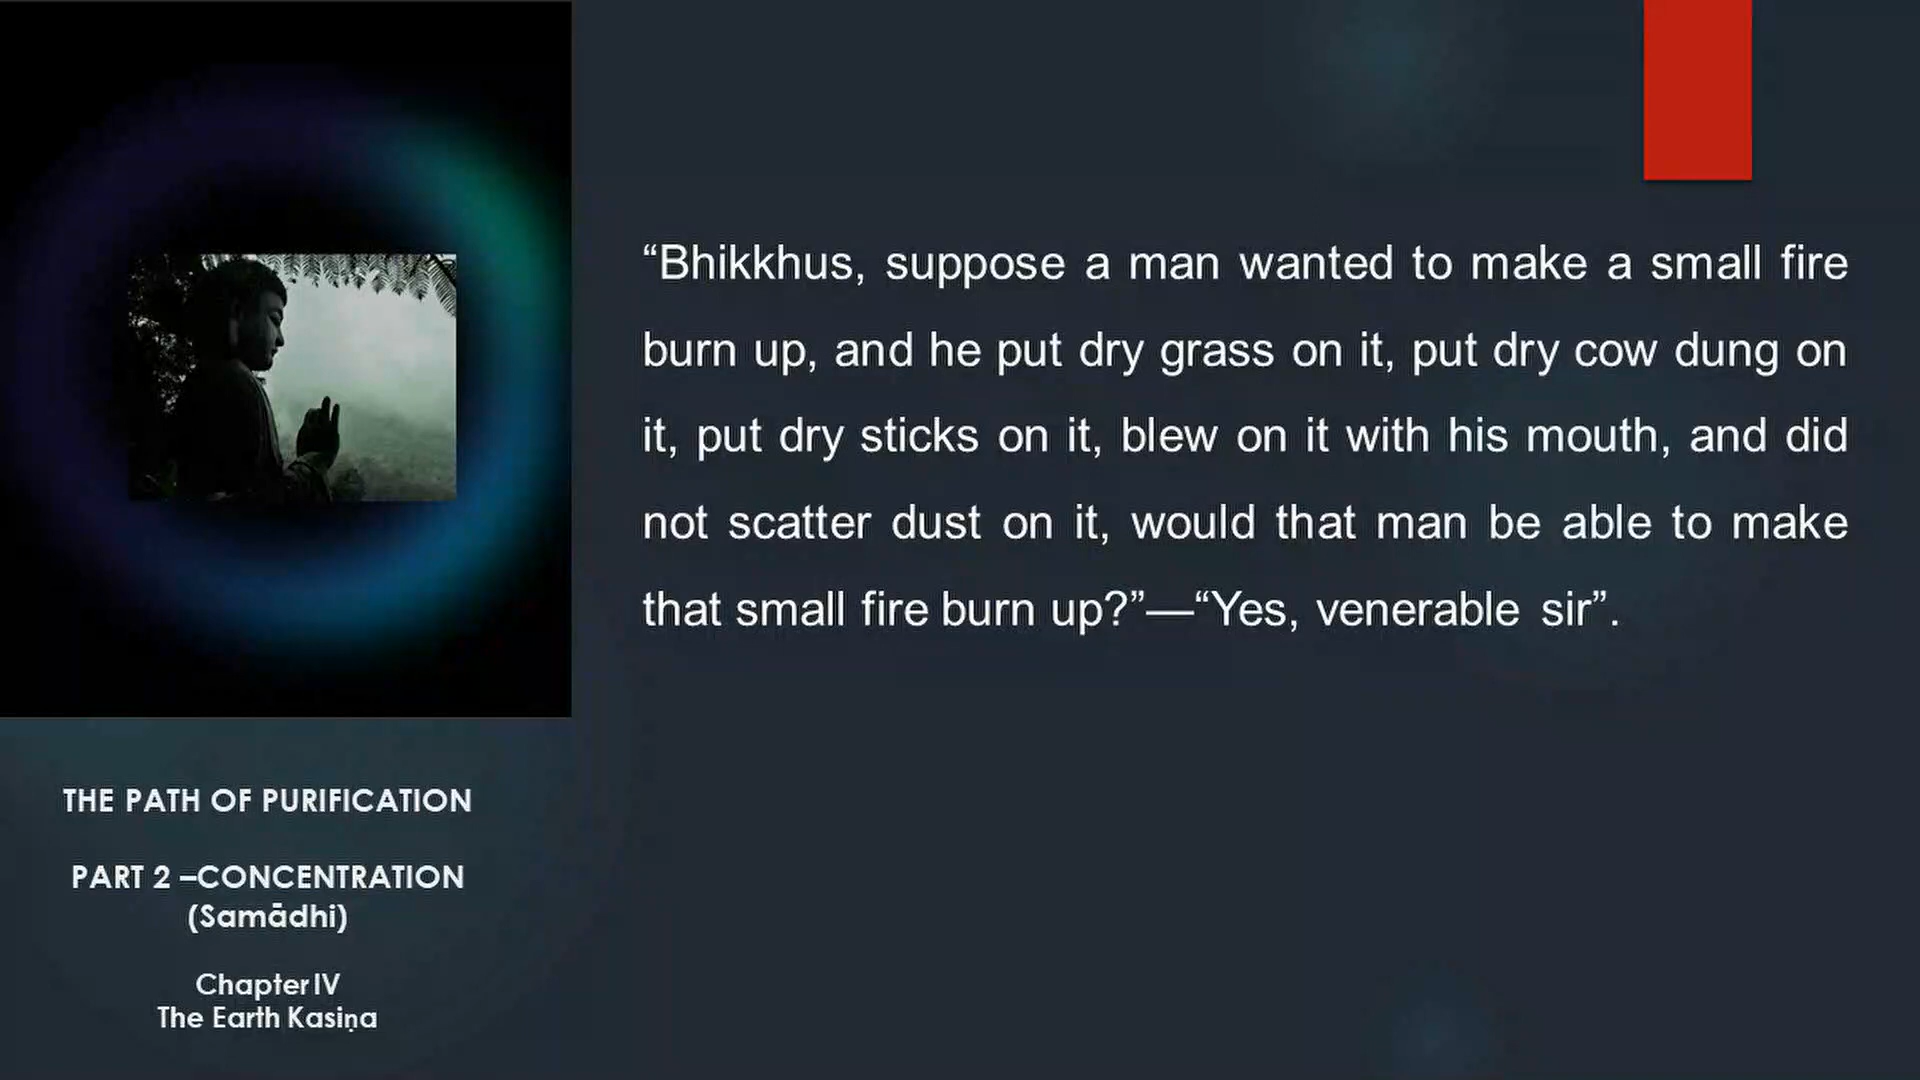 “Bhikkhus, suppose a man wanted to make a small fire
burn up, and he put dry grass on it, put dry cow dung on
it, put dry sticks on it, blew on it with his mouth, and did
not scatter dust on it, would that man be able to make
that small fire burn up?”—“Yes, venerable sir”.
THE PATH OF PURIFICATION
PART 2 –CONCENTRATION
(Samādhi)
Chapter IV
The Earth Kasiṇa